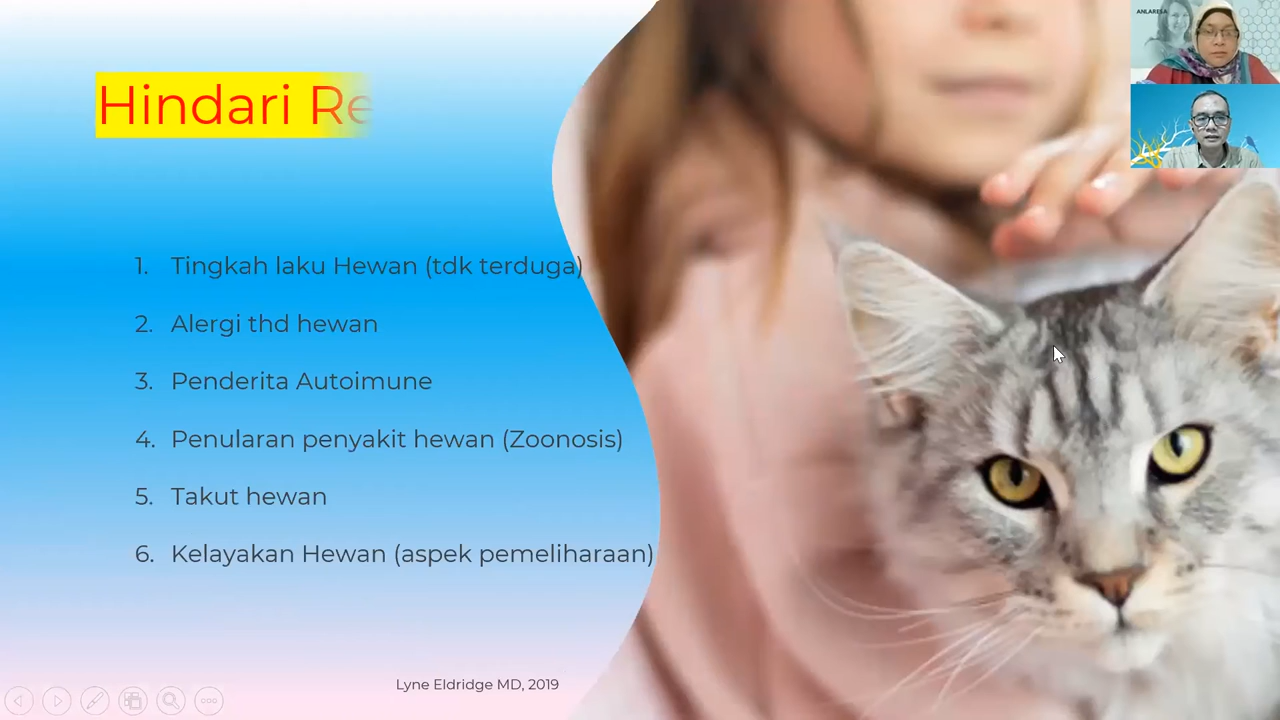 Hindari Re
1. Tingkah laku Hewan (tdk terduga)
2. Alergi thd hewan
3. Penderita Autoimune
4. Penularan penyakit hewan (Zoonosis)
5. Takut hewan
6. Kelayakan Hewan (aspek pemeliharaan)
Lyne Eldridge MD, 2019